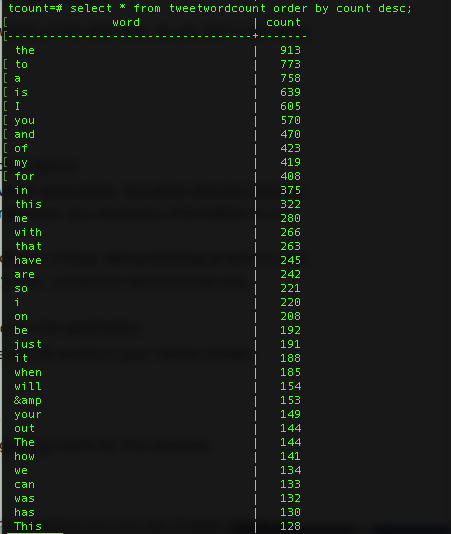 tcount=# select * from tweetwordcount order by count desc;
word | count
-----------------------------------+-------
the | 913
to | 773
a | 758
is | 639
I | 605
you | 570
and | 470
of | 423
my | 419
for | 408
in | 375
this | 322
me | 280
with | 266
that | 263
have | 245
are | 242
so | 221
i | 220
on | 208
be | 192
just | 191
it | 188
when | 185
will | 154
&amp | 153
your | 149
out | 144
The | 144
how | 141
we | 134
can | 133
was | 132
has | 130
This | 128